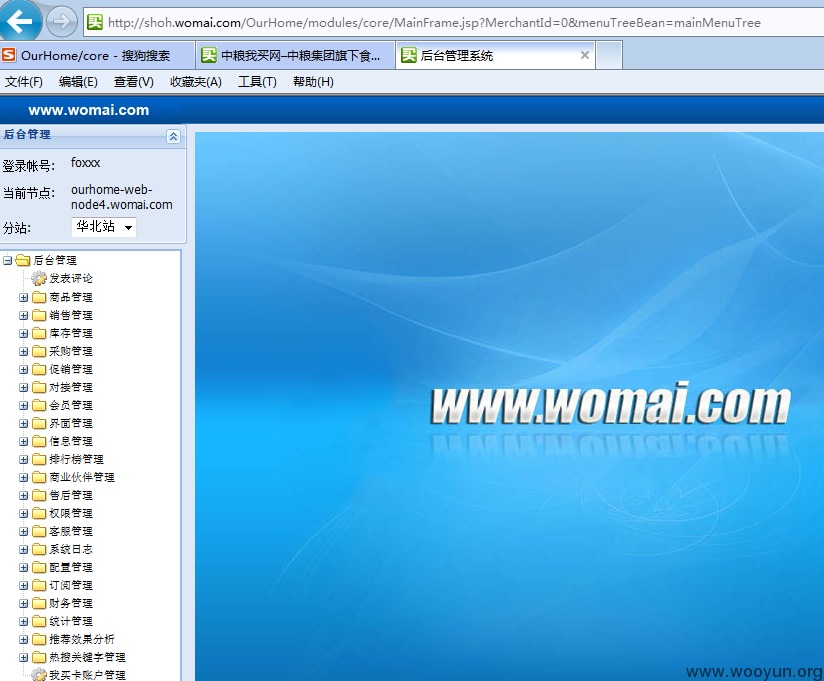 http://shoh.womai.com/OurHome/modules/core/MainFrame.jsp?MerchantId=0&menuTreeBean=mainMenuTree
OurHome/core - 搜狗搜索
中粮我买网–中粮集团旗下食...
后台管理系统
文件(F) 编辑(E) 查看(V) 收藏夹(A) 工具(T) 帮助(H)
www.womai.com
后台管理
登录帐号: foxxx
当前节点: ourhome-web-
node4.womai.com
分站: 华北站
后台管理
发表评论
商品管理
销售管理
库存管理
采购管理
促销管理
对接管理
会员管理
界面管理
信息管理
排行榜管理
商业伙伴管理
售后管理
权限管理
客服管理
系统日志
配置管理
订阅管理
财务管理
统计管理
推荐效果分析
热搜关键字管理
我买卡账户管理
www.womai.com
www.wooyun.org